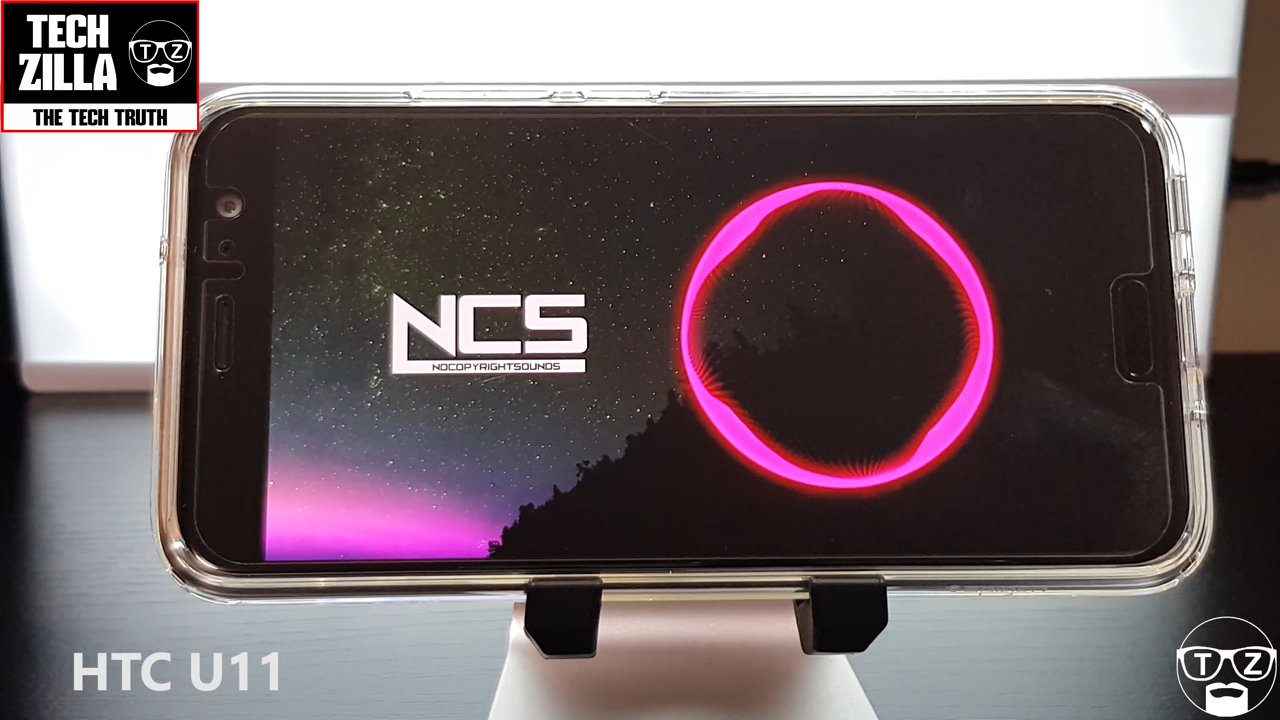 TECH
ZILLA
T Z
THE TECH TRUTH
NCS
NOCOPYRIGHTSOUNDS
HTC U11
T Z